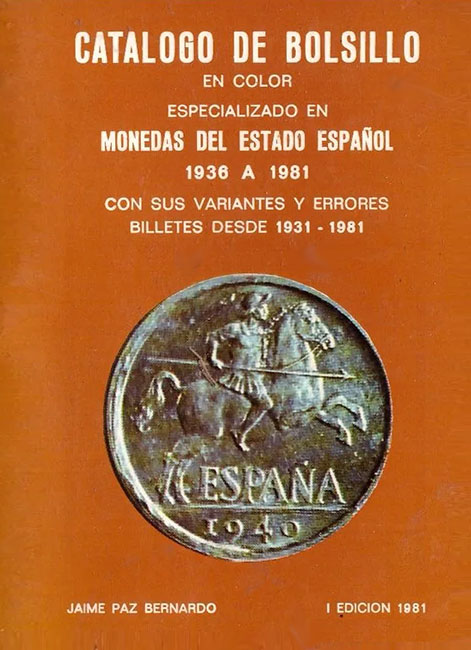 CATALOGO DE BOLSILLO
EN COLOR
ESPECIALIZADO EN
MONEDAS DEL ESTADO ESPAÑOL
1936 A 1981
CON SUS VARIANTES Y ERRORES
BILLETES DESDE 1931 - 1981
ESPAÑA
1940
JAIME PAZ BERNARDO I EDICION 1981